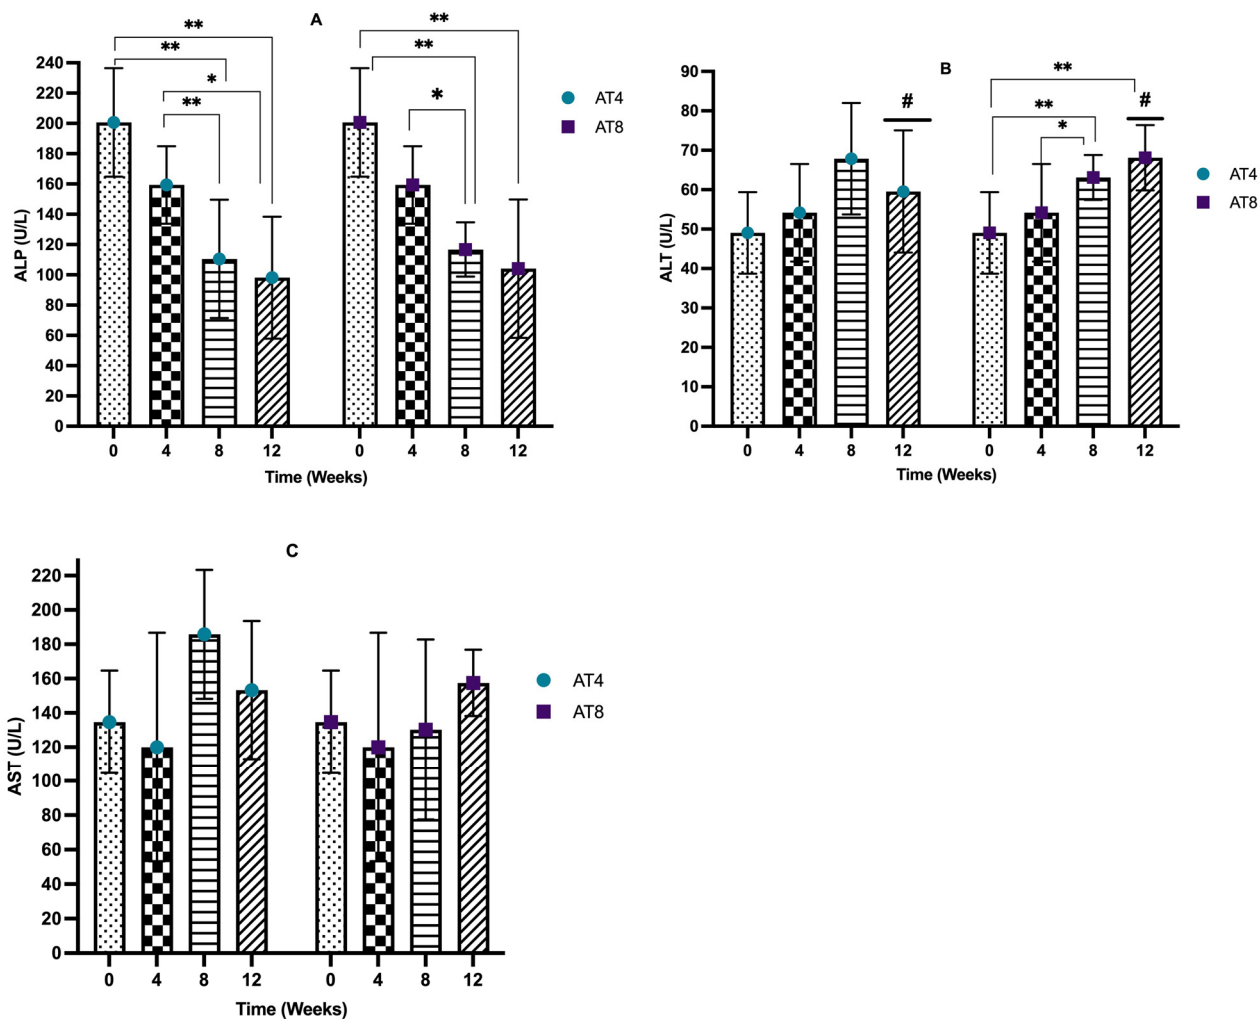 A
** **
** **
* *
**
ALP (U/L)
240
220
200
180
160
140
120
100
80
60
40
20
0
0 4 8 12 0 4 8 12
Time (Weeks)
AT4
AT8
B
**
# #
**
*
ALT (U/L)
90
80
70
60
50
40
30
20
10
0
0 4 8 12 0 4 8 12
Time (Weeks)
AT4
AT8
C
AST (U/L)
220
200
180
160
140
120
100
80
60
40
20
0
0 4 8 12 0 4 8 12
Time (Weeks)
AT4
AT8